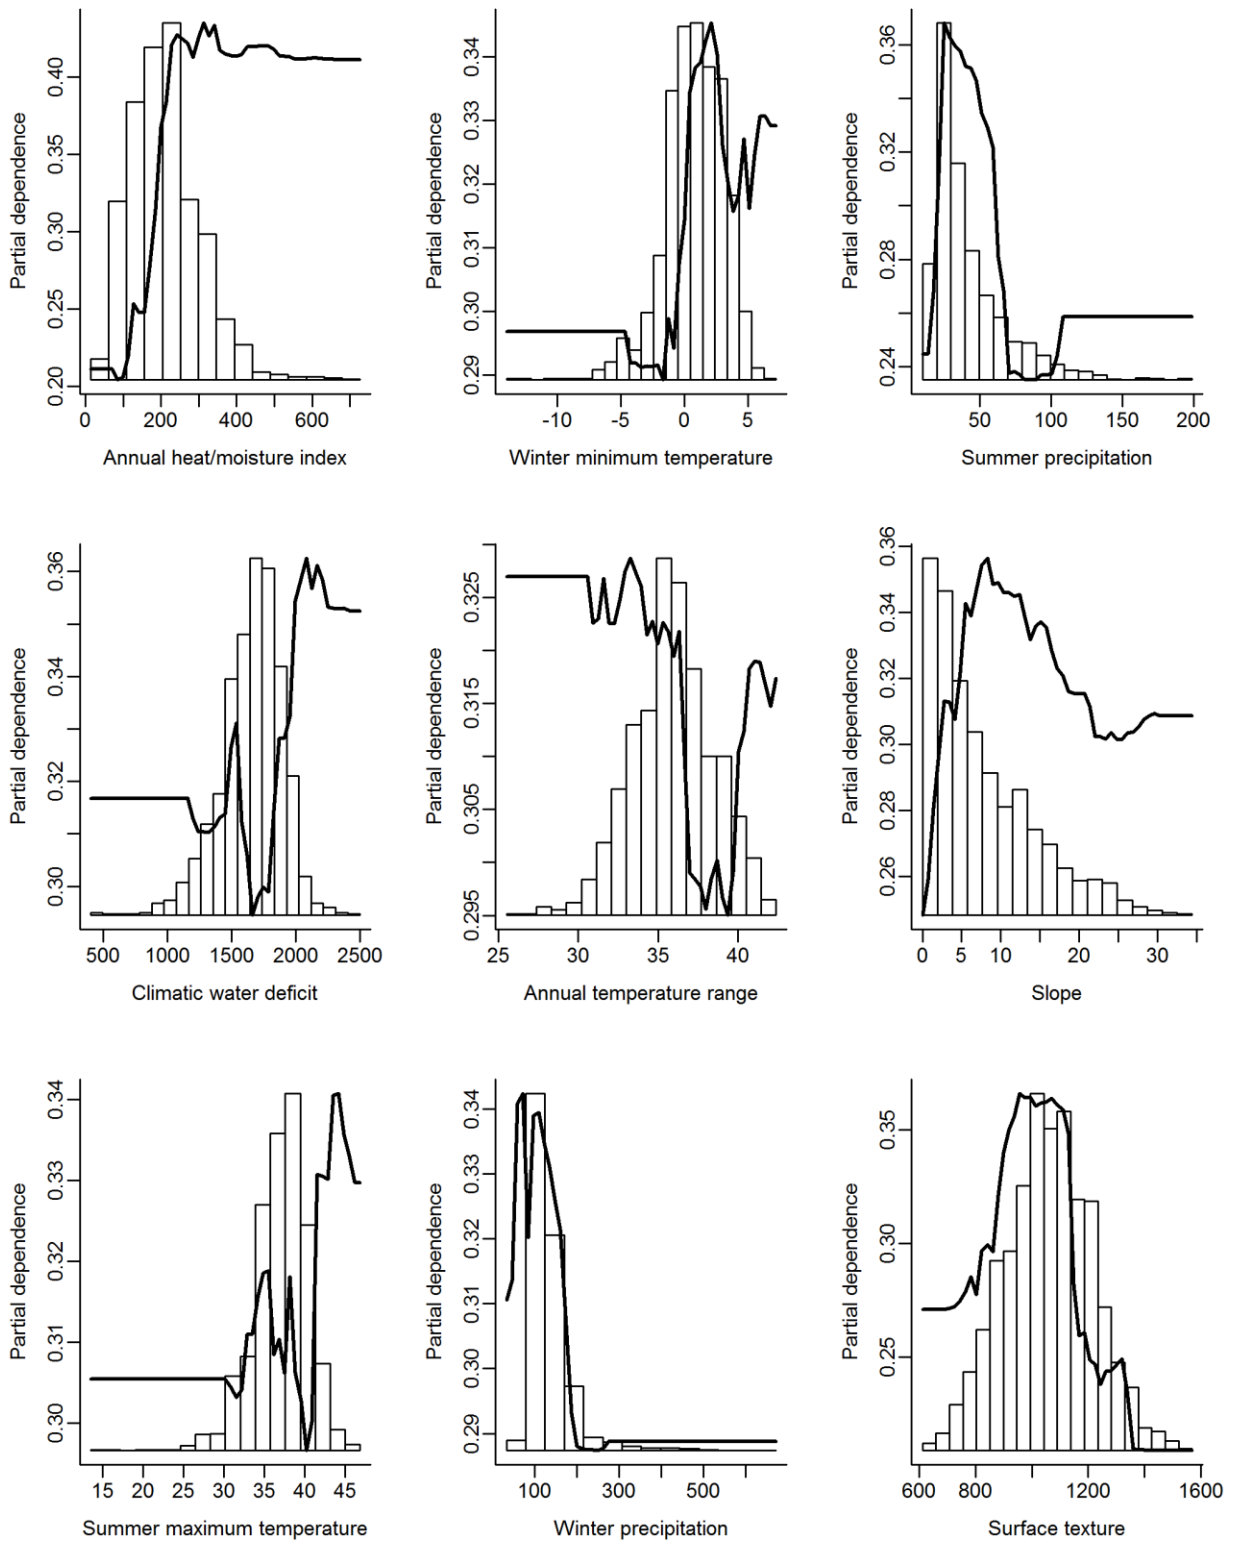 Partial dependence
0.20 0.25 0.30 0.35 0.40
0 200 400 600
Annual heat/moisture index
Partial dependence
0.29 0.30 0.31 0.32 0.33 0.34
-10 -5 0 5
Winter minimum temperature
Partial dependence
0.24 0.28 0.32 0.36
50 100 150 200
Summer precipitation
Partial dependence
0.30 0.32 0.34 0.36
500 1000 1500 2000 2500
Climatic water deficit
Partial dependence
0.295 0.305 0.315 0.325
25 30 35 40
Annual temperature range
Partial dependence
0.26 0.28 0.30 0.32 0.34 0.36
0 5 10 20 30
Slope
Partial dependence
0.30 0.31 0.32 0.33 0.34
15 20 25 30 35 40 45
Summer maximum temperature
Partial dependence
0.29 0.30 0.31 0.32 0.33 0.34
100 300 500
Winter precipitation
Partial dependence
0.25 0.30 0.35
600 800 1200 1600
Surface texture